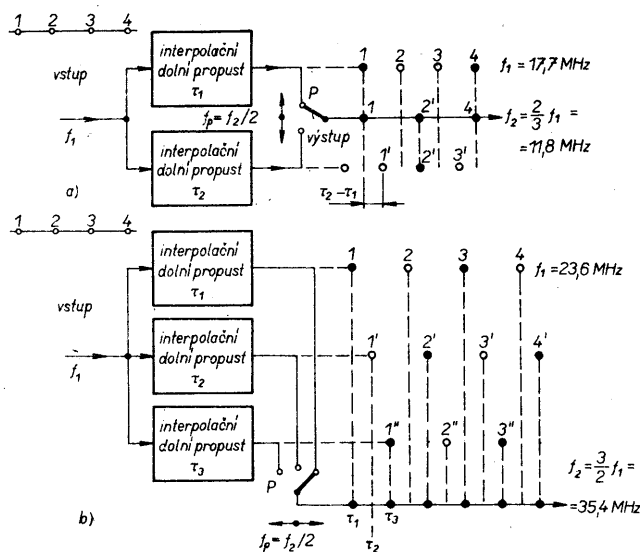 1 2 3 4
vstup
f₁
interpolační
dolní propust
τ₁
interpolační
dolní propust
τ₂
P
fₚ = f₂/2
výstup
1 2 3 4
f₁ = 17,7 MHz
1 2' 4
f₂ = 2/3 f₁ =
= 11,8 MHz
1' 2' 3'
τ₂ – τ₁
a)
1 2 3 4
vstup
f₁
interpolační
dolní propust
τ₁
interpolační
dolní propust
τ₂
interpolační
dolní propust
τ₃
P
fₚ = f₂/2
1 2 3 4
f₁ = 23,6 MHz
1' 2' 3' 4'
1" 2" 3"
f₂ = 3/2 f₁ =
= 35,4 MHz
τ₁ τ₃
τ₂
b)